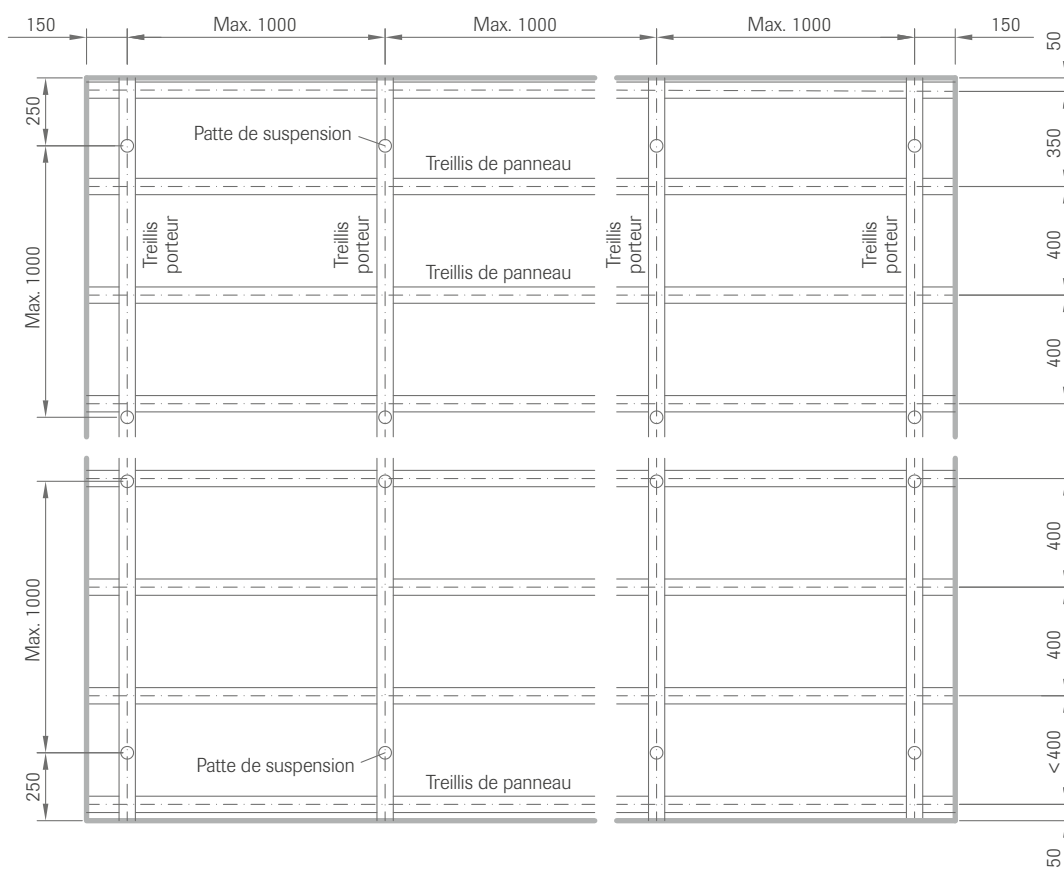 150
Max. 1000
Max. 1000
Max. 1000
150
50
250
Patte de suspension
Treillis de panneau
350
Max. 1000
Treillis
porteur
Treillis
porteur
Treillis
porteur
Treillis
porteur
400
Treillis de panneau
400
400
Max. 1000
400
Patte de suspension
<400
250
Treillis de panneau
50